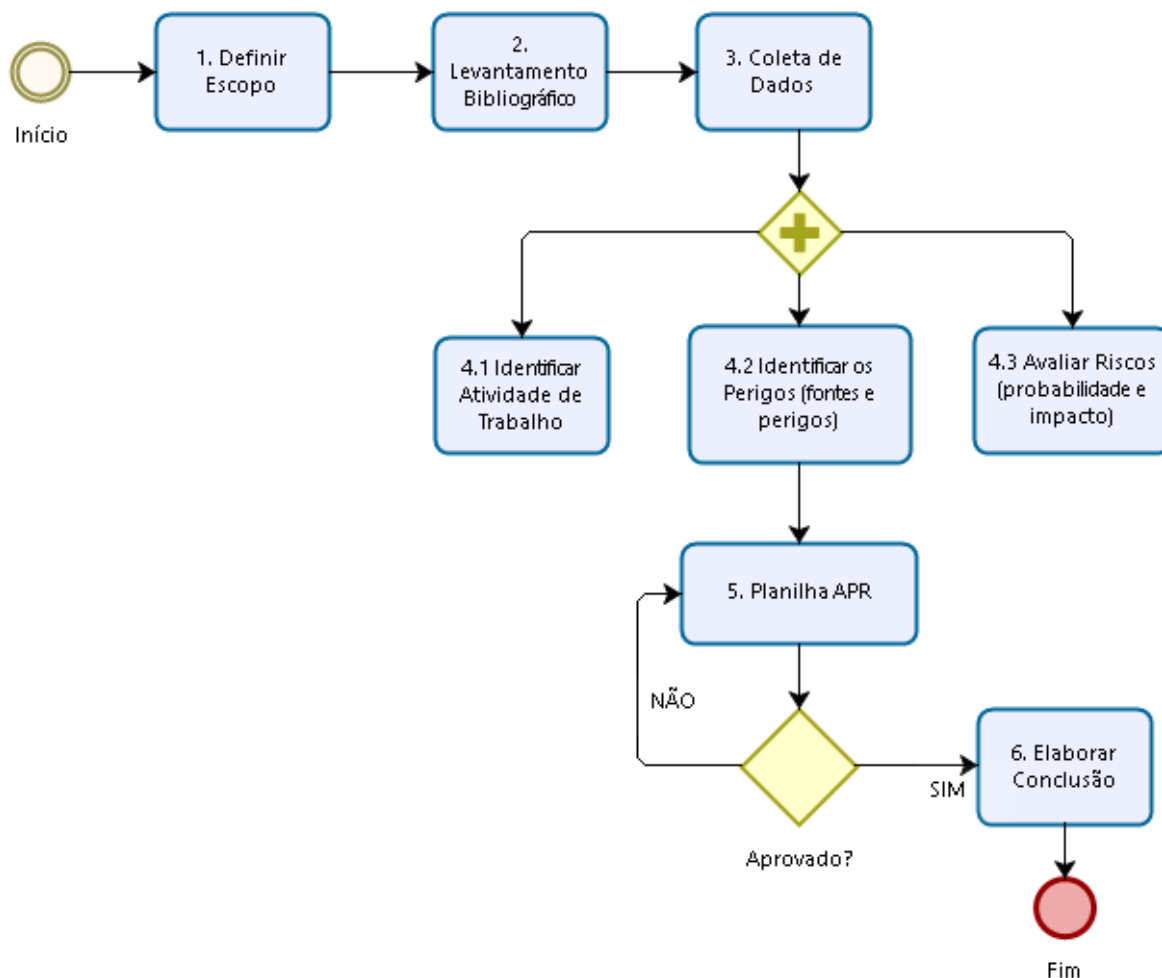 1. Definir
Escopo
2.
Levantamento
Bibliográfico
3. Coleta de
Dados
Início
4.1 Identificar
Atividade de
Trabalho
4.2 Identificar os
Perigos (fontes e
perigos)
4.3 Avaliar Riscos
(probabilidade e
impacto)
5. Planilha APR
NÃO
SIM
6. Elaborar
Conclusão
Aprovado?
Fim